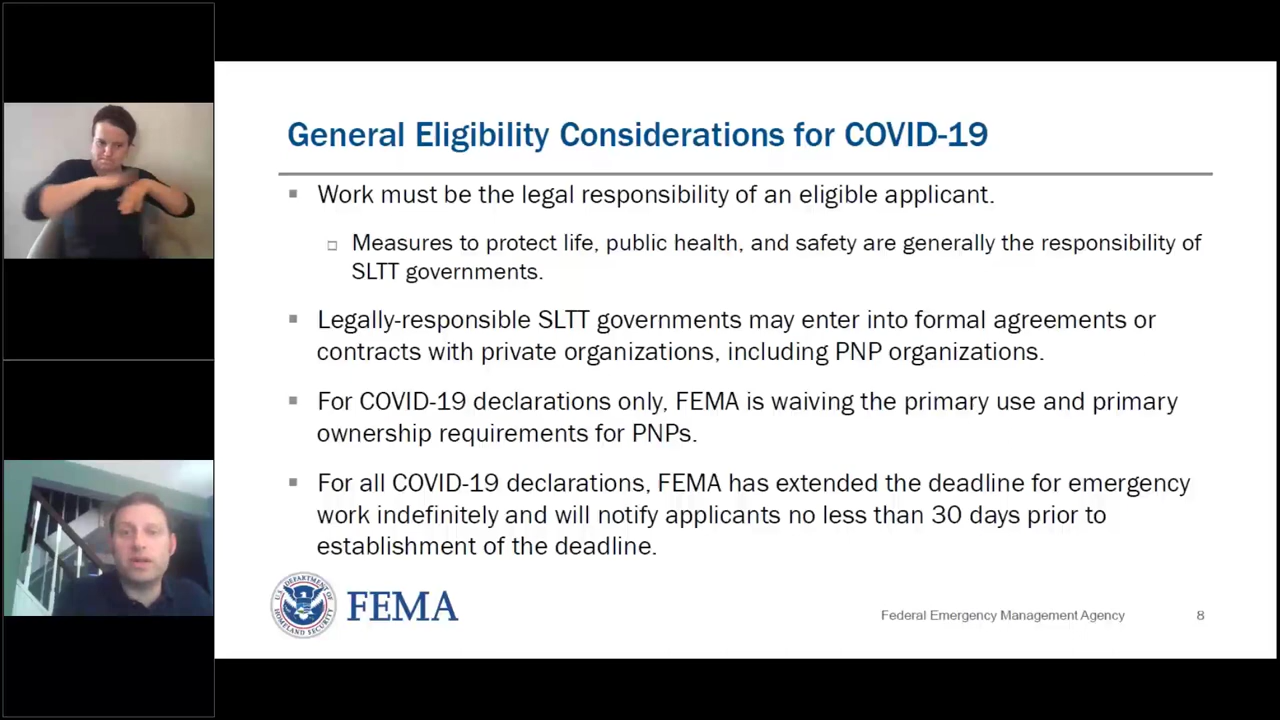 General Eligibility Considerations for COVID-19
Work must be the legal responsibility of an eligible applicant.
Measures to protect life, public health, and safety are generally the responsibility of
SLTT governments.
Legally-responsible SLTT governments may enter into formal agreements or
contracts with private organizations, including PNP organizations.
For COVID-19 declarations only, FEMA is waiving the primary use and primary
ownership requirements for PNPs.
For all COVID-19 declarations, FEMA has extended the deadline for emergency
work indefinitely and will notify applicants no less than 30 days prior to
establishment of the deadline.
U.S. DEPARTMENT OF HOMELAND SECURITY
FEMA
Federal Emergency Management Agency 8